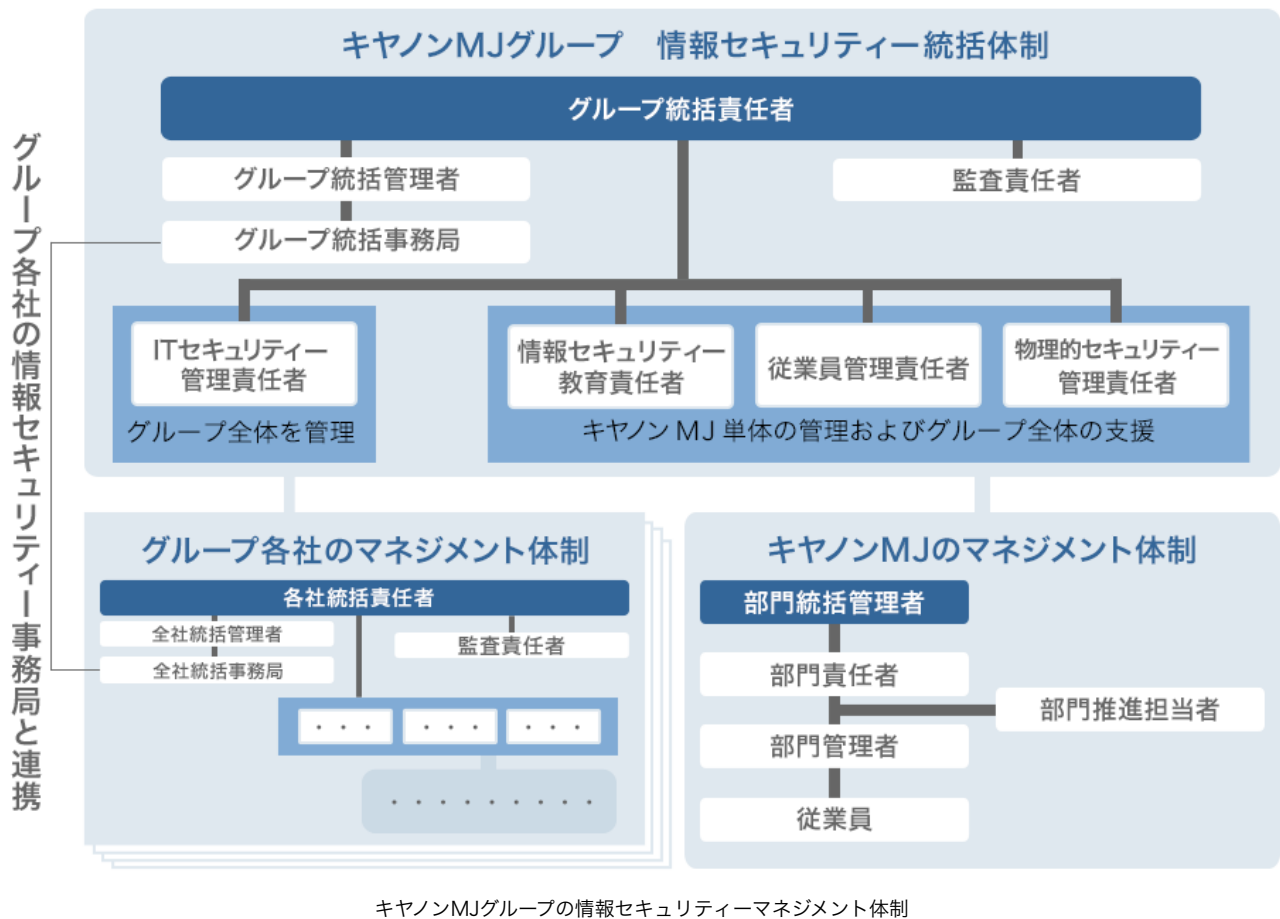 キヤノンMJグループ 情報セキュリティー統括体制
グループ統括責任者
グループ統括管理者
監査責任者
グループ統括事務局
グループ各社の情報セキュリティー事務局と連携
ITセキュリティー
管理責任者
グループ全体を管理
情報セキュリティー
教育責任者
従業員管理責任者
物理的セキュリティー
管理責任者
キヤノンMJ単体の管理およびグループ全体の支援
グループ各社のマネジメント体制
各社統括責任者
全社統括管理者
監査責任者
全社統括事務局
・・・
・・・
・・・
・・・・・・・・・
キヤノンMJのマネジメント体制
部門統括管理者
部門責任者
部門推進担当者
部門管理者
従業員
キヤノンMJグループの情報セキュリティーマネジメント体制